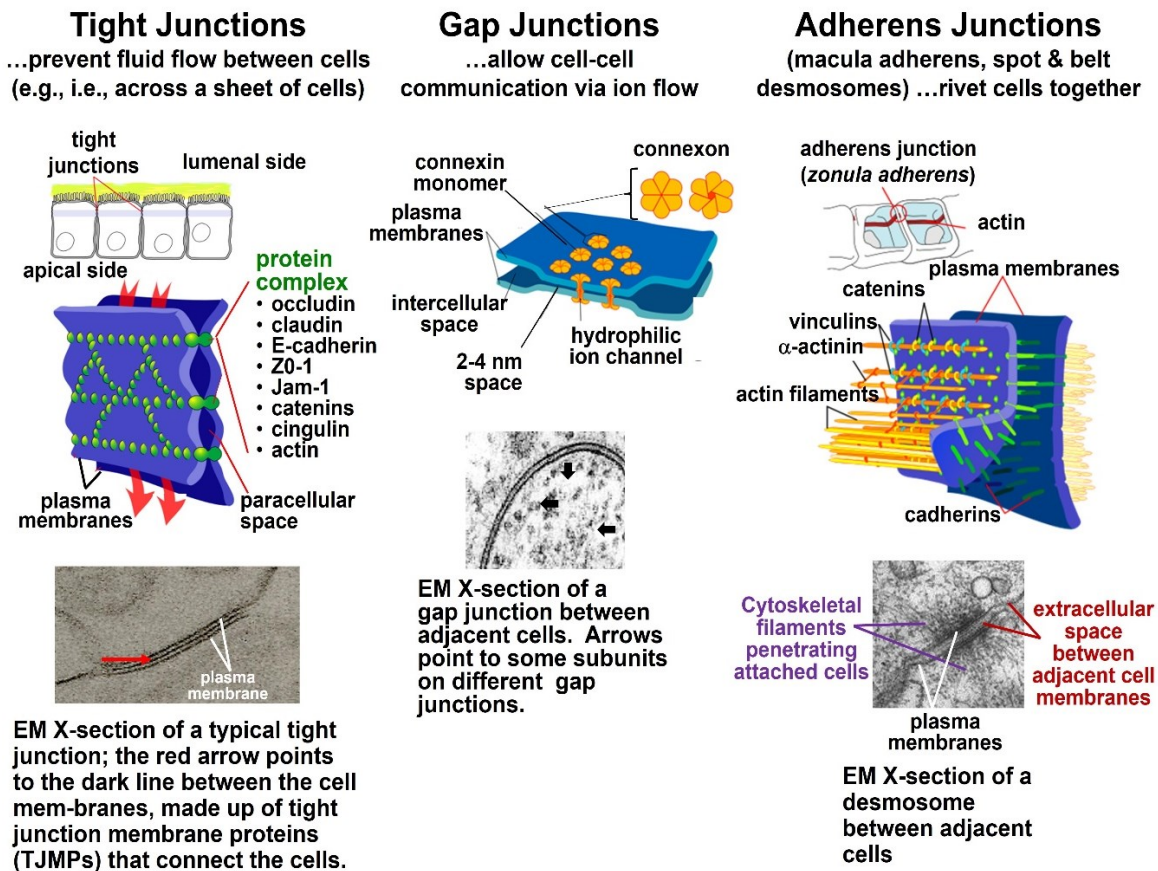 Tight Junctions
…prevent fluid flow between cells
(e.g., i.e., across a sheet of cells)
tight
junctions
lumenal side
apical side
protein
complex
• occludin
• claudin
• E-cadherin
• Z0-1
• Jam-1
• catenins
• cingulin
• actin
plasma
membranes
paracellular
space
plasma
membrane
EM X-section of a typical tight
junction; the red arrow points
to the dark line between the cell
mem-branes, made up of tight
junction membrane proteins
(TJMPs) that connect the cells.
Gap Junctions
…allow cell-cell
communication via ion flow
connexin
monomer
connexon
plasma
membranes
intercellular
space
2-4 nm
space
hydrophilic
ion channel
EM X-section of a
gap junction between
adjacent cells. Arrows
point to some subunits
on different gap
junctions.
Adherens Junctions
(macula adherens, spot & belt
desmosomes) …rivet cells together
adherens junction
(zonula adherens)
actin
plasma membranes
catenins
vinculins
α-actinin
actin filaments
cadherins
Cytoskeletal
filaments
penetrating
attached cells
extracellular
space
between
adjacent cell
membranes
plasma
membranes
EM X-section of a
desmosome
between adjacent
cells